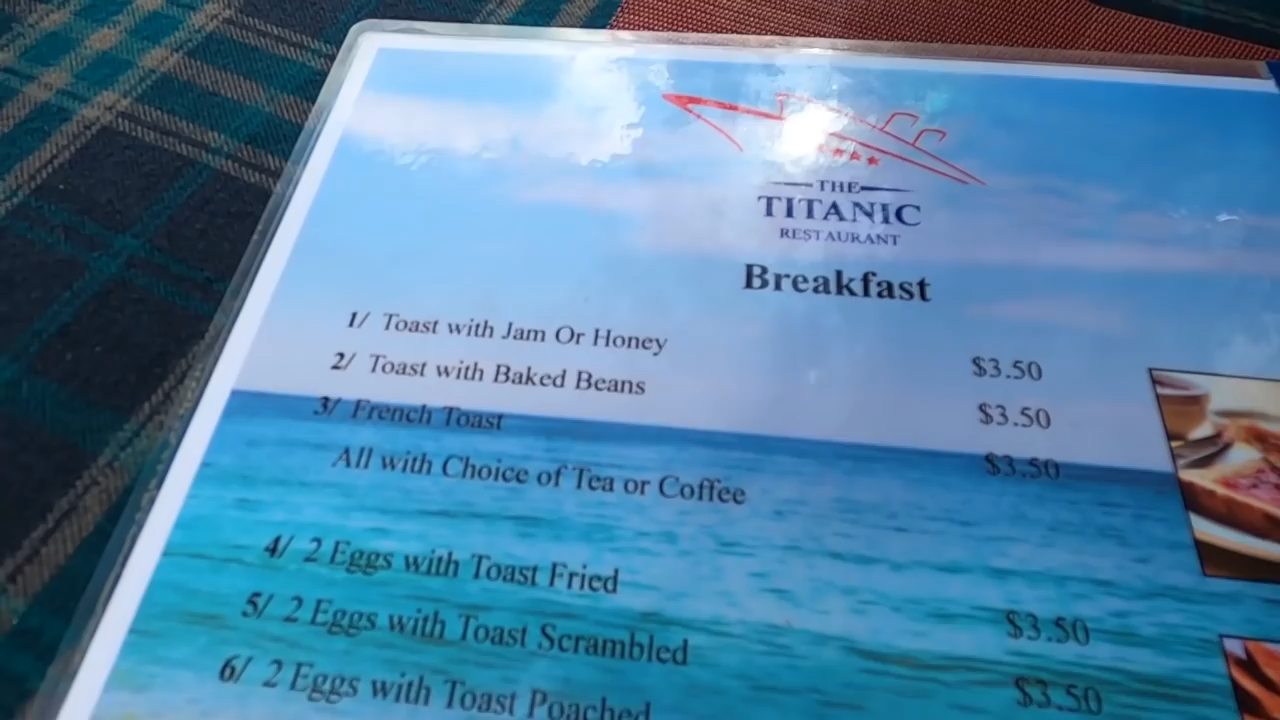 THE
TITANIC
RESTAURANT
Breakfast
1/ Toast with Jam Or Honey $3.50
2/ Toast with Baked Beans $3.50
3/ French Toast $3.50
All with Choice of Tea or Coffee
4/ 2 Eggs with Toast Fried $3.50
5/ 2 Eggs with Toast Scrambled $3.50
6/ 2 Eggs with Toast Poached